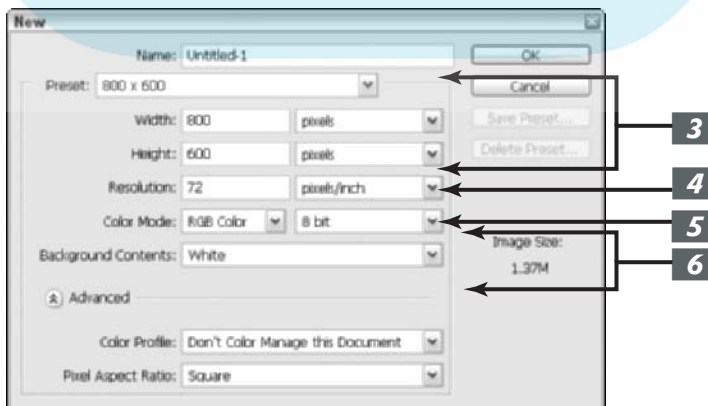 New
Name: Untitled-1
OK
Preset: 800 x 600
Cancel
Width: 800 pixels
Save Preset...
3
Height: 600 pixels
Delete Preset...
Resolution: 72 pixels/inch
4
Color Mode: RGB Color 8 bit
5
Image Size:
Background Contents: White
6
1.37M
Advanced
Color Profile: Don't Color Manage this Document
Pixel Aspect Ratio: Square